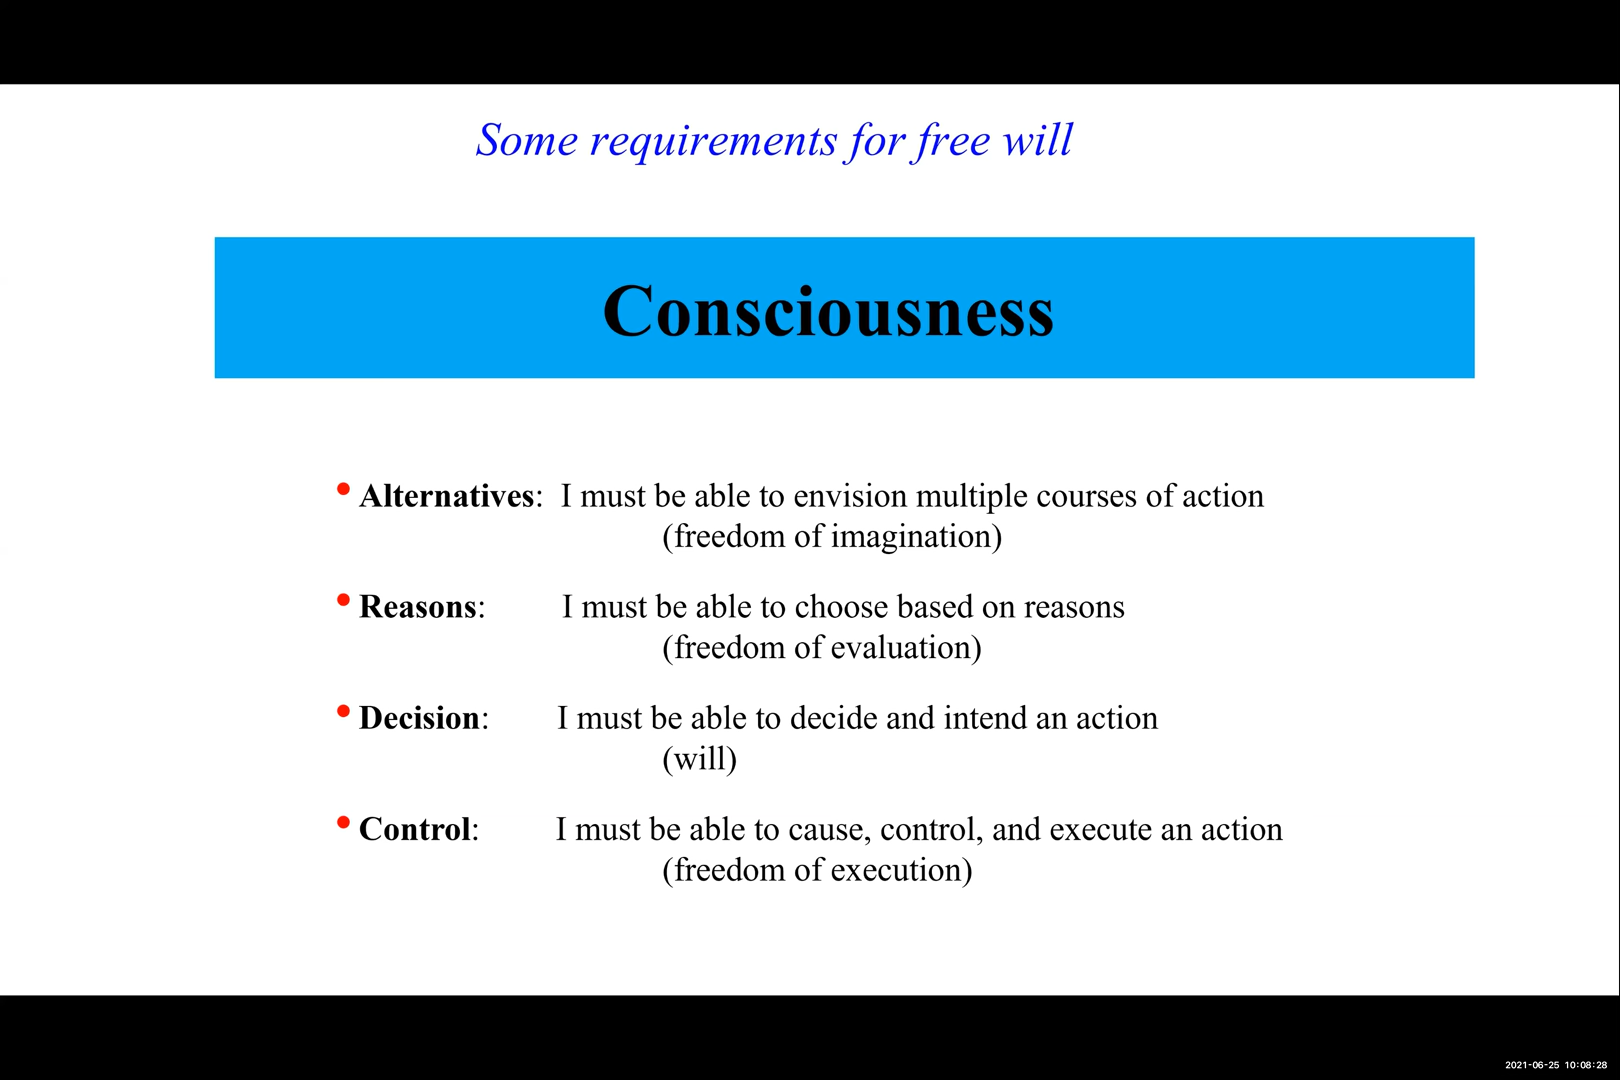 Some requirements for free will
Consciousness
• Alternatives: I must be able to envision multiple courses of action
(freedom of imagination)
• Reasons: I must be able to choose based on reasons
(freedom of evaluation)
• Decision: I must be able to decide and intend an action
(will)
• Control: I must be able to cause, control, and execute an action
(freedom of execution)
2021-06-25 10:08:28